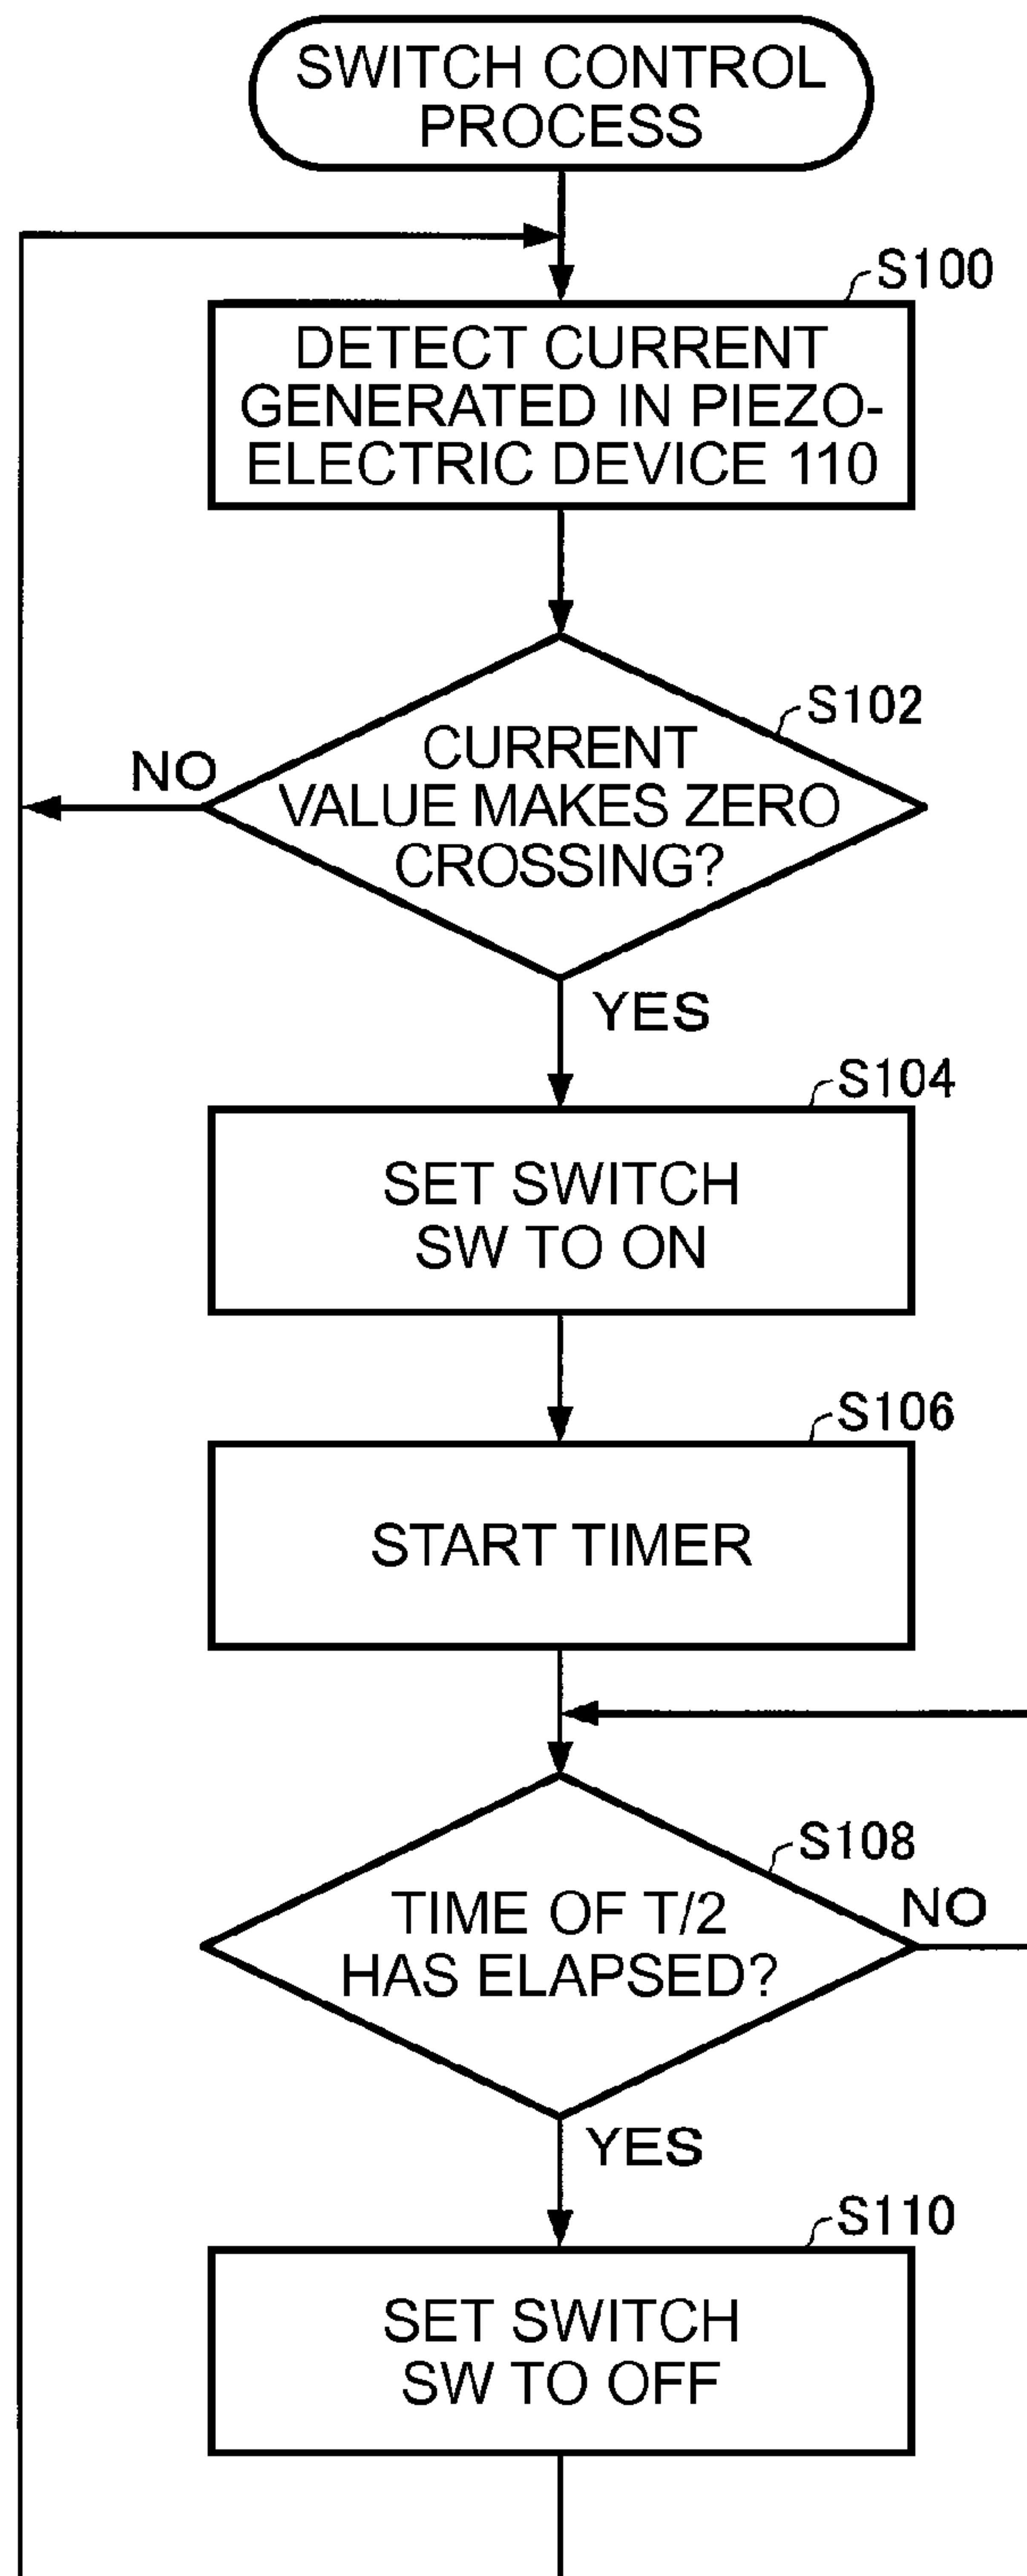 SWITCH CONTROL
PROCESS
S100
DETECT CURRENT
GENERATED IN PIEZO-
ELECTRIC DEVICE 110
S102
CURRENT
VALUE MAKES ZERO
CROSSING?
NO
YES
S104
SET SWITCH
SW TO ON
S106
START TIMER
S108
TIME OF T/2
HAS ELAPSED?
NO
YES
S110
SET SWITCH
SW TO OFF